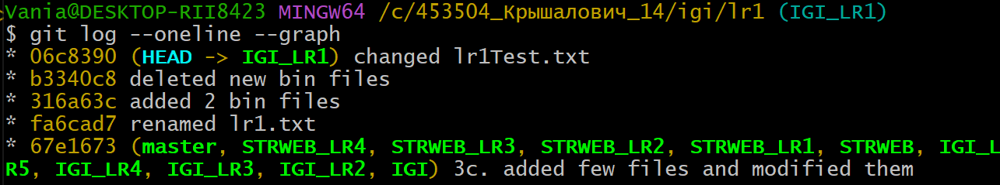 Vania@DESKTOP-RII8423 MINGW64 /c/453504_Крышалович_14/igi/lr1 (IGI_LR1)
$ git log --oneline --graph
* 06c8390 (HEAD -> IGI_LR1) changed lr1Test.txt
* b3340c8 deleted new bin files
* 316a63c added 2 bin files
* fa6cad7 renamed lr1.txt
* 67e1673 (master, STRWEB_LR4, STRWEB_LR3, STRWEB_LR2, STRWEB_LR1, STRWEB, IGI_L
R5, IGI_LR4, IGI_LR3, IGI_LR2, IGI) 3c. added few files and modified them